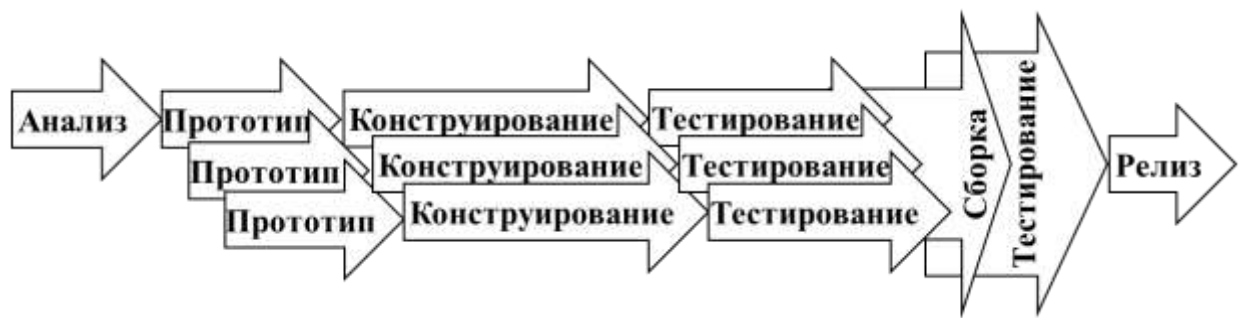 Анализ
Прототип
Конструирование
Тестирование
Прототип
Конструирование
Тестирование
Прототип
Конструирование
Тестирование
Сборка
Тестирование
Релиз